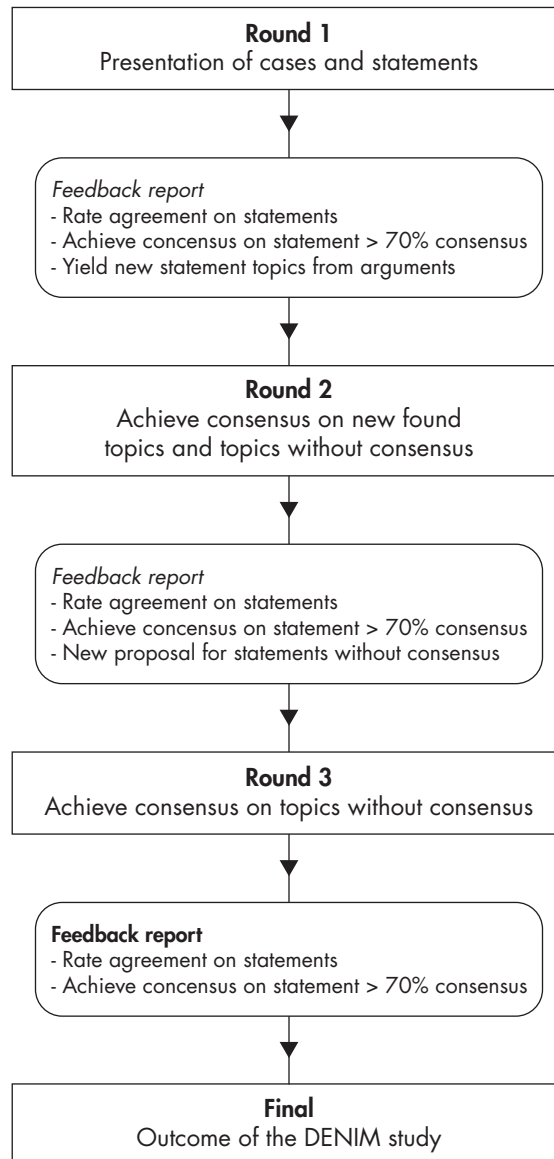 Round 1
Presentation of cases and statements
Feedback report
- Rate agreement on statements
- Achieve concensus on statement > 70% consensus
- Yield new statement topics from arguments
Round 2
Achieve consensus on new found
topics and topics without consensus
Feedback report
- Rate agreement on statements
- Achieve concensus on statement > 70% consensus
- New proposal for statements without consensus
Round 3
Achieve consensus on topics without consensus
Feedback report
- Rate agreement on statements
- Achieve concensus on statement > 70% consensus
Final
Outcome of the DENIM study